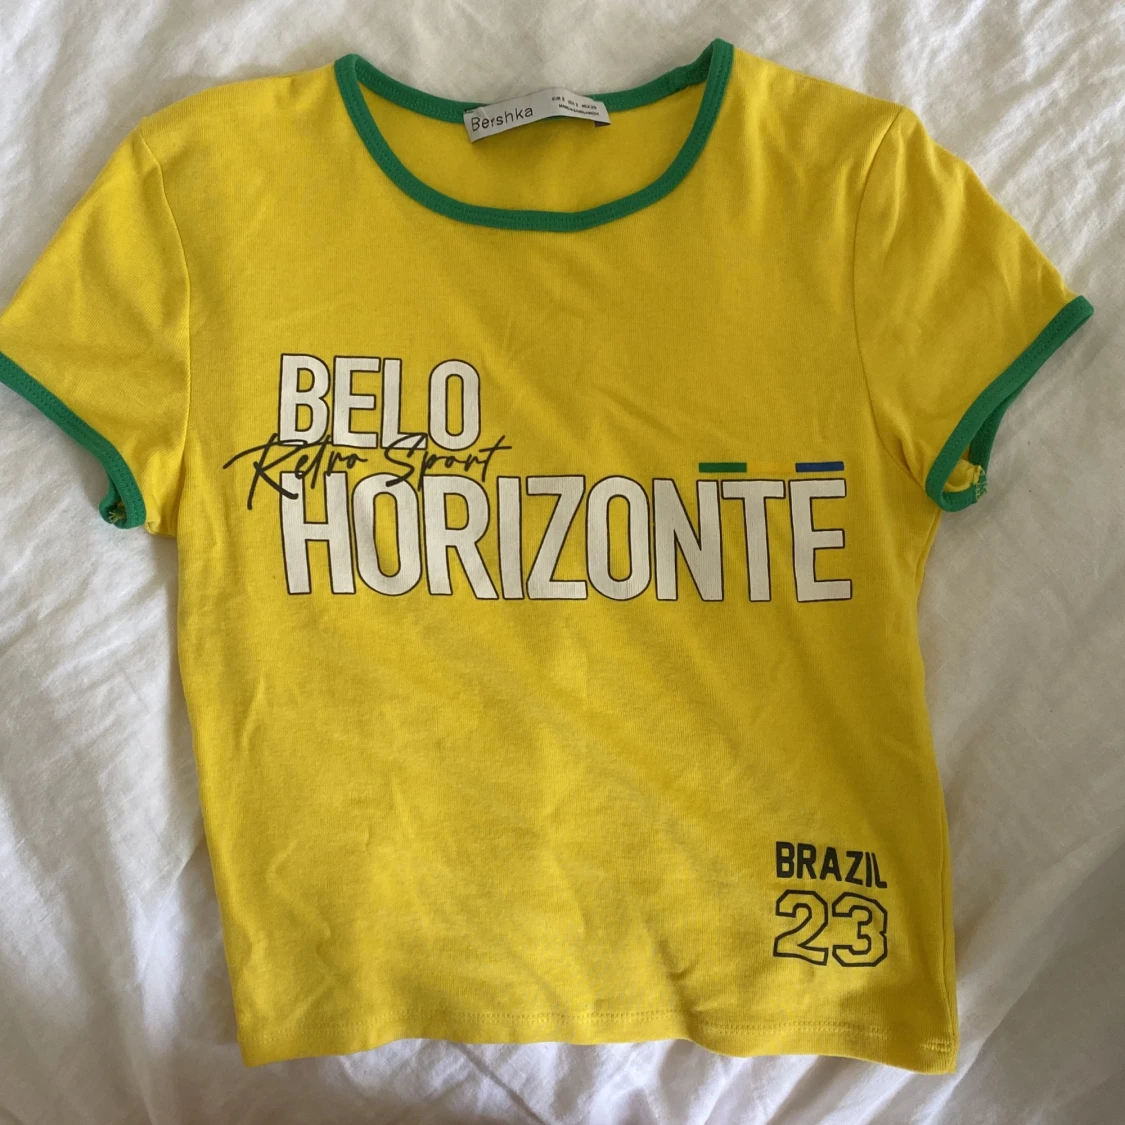 Bershka
BELO
Retro Sport
HORIZONTE
BRAZIL
23